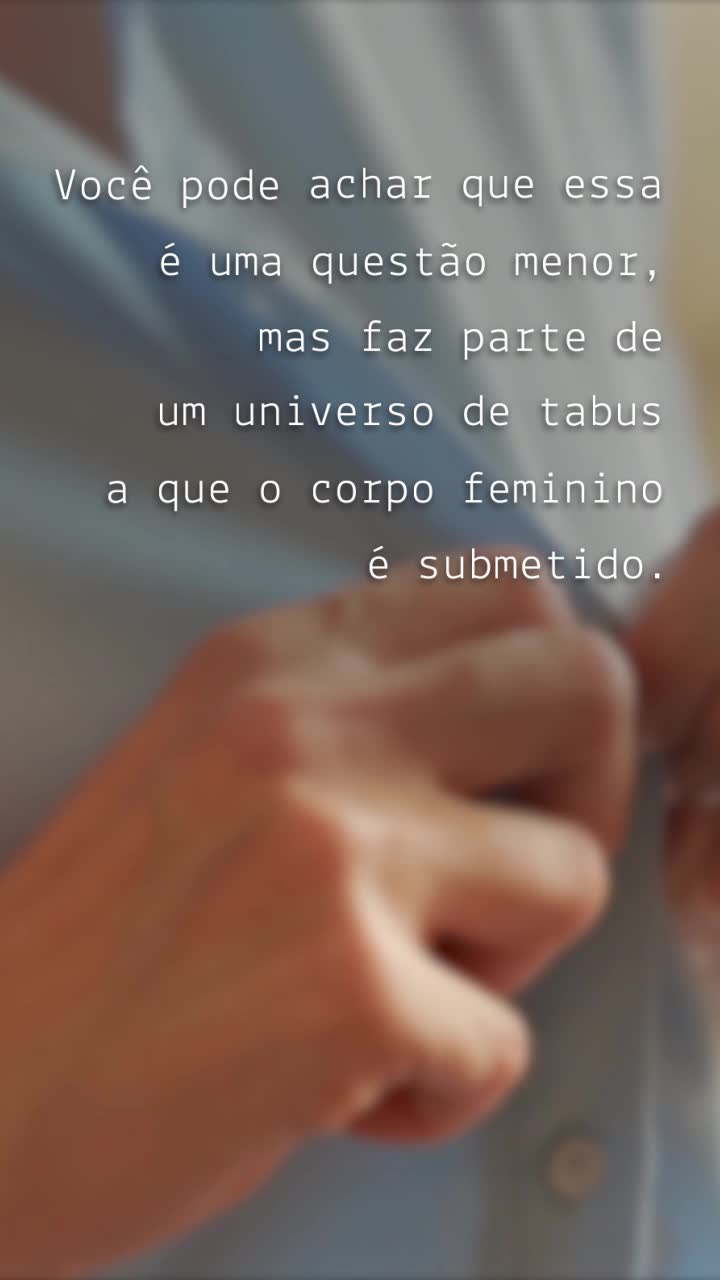 Você pode achar que essa
é uma questão menor,
mas faz parte de
um universo de tabus
a que o corpo feminino
é submetido.